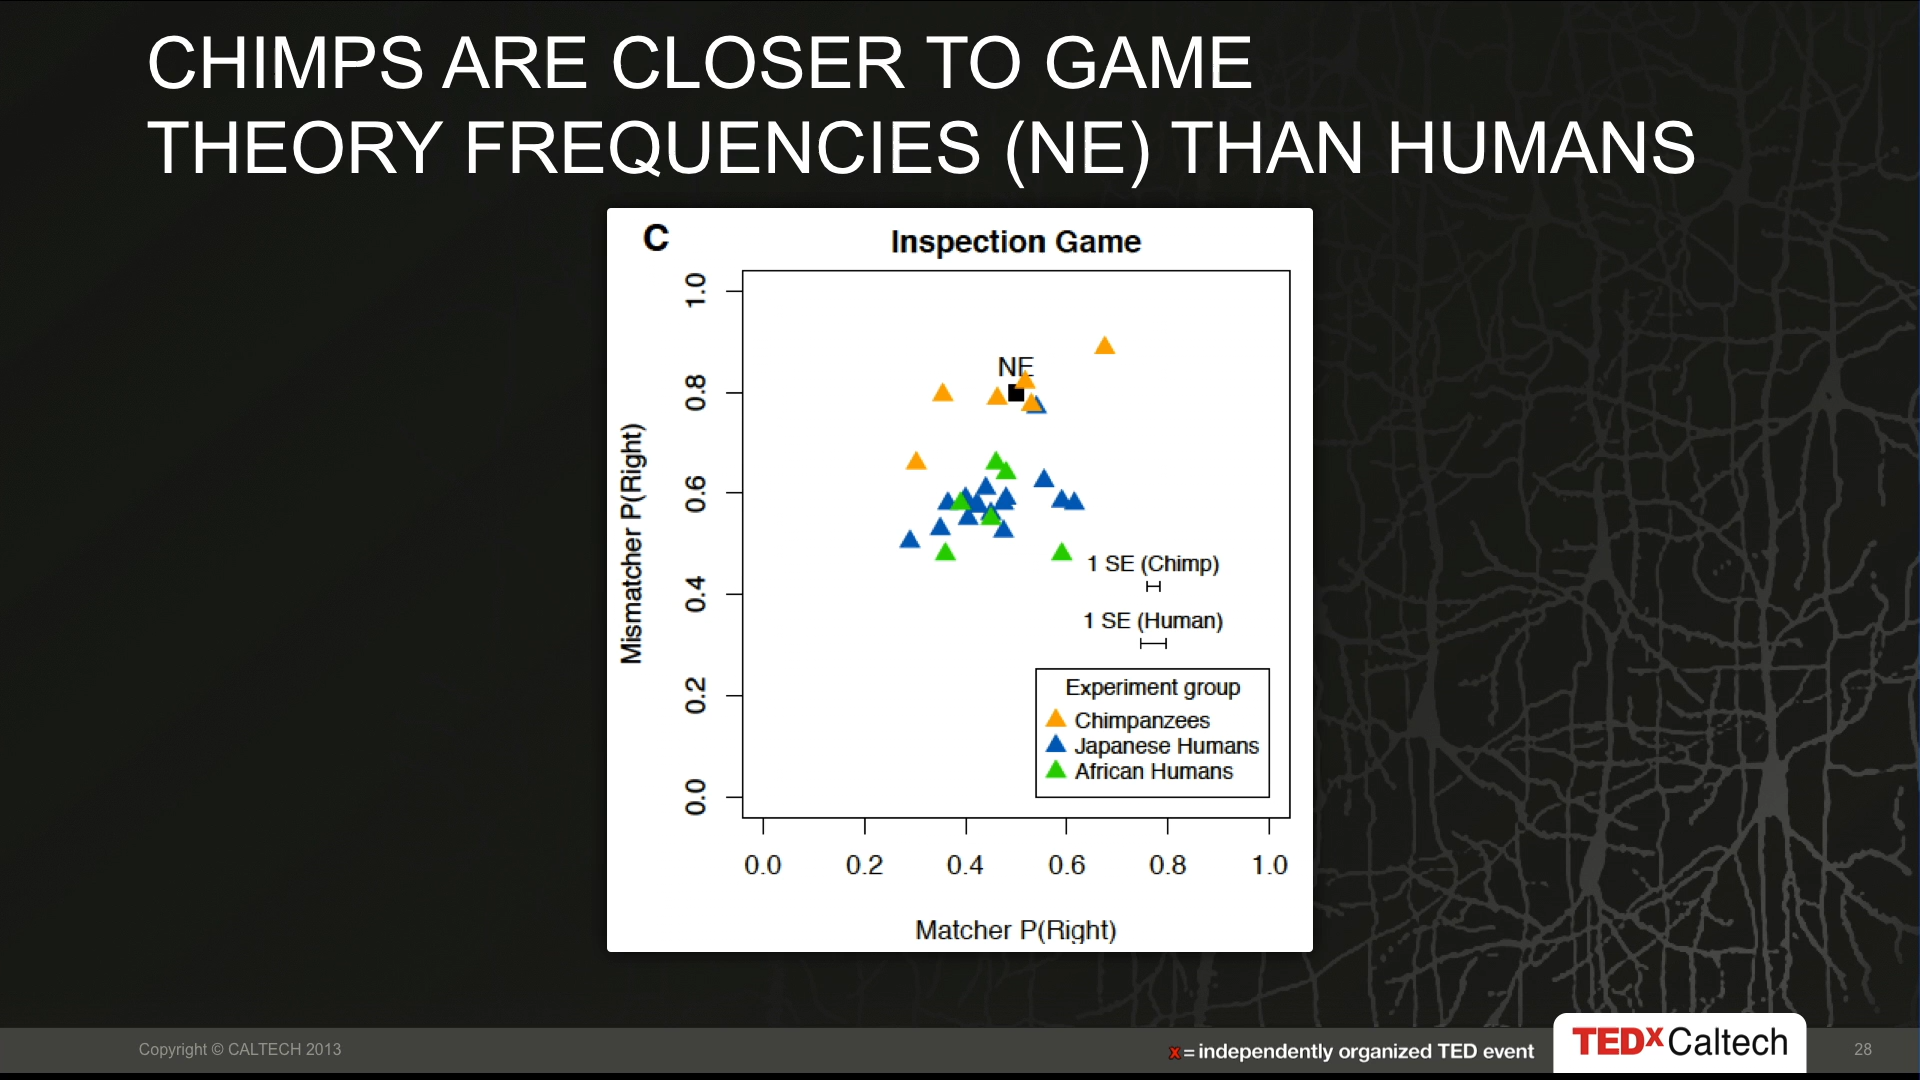 CHIMPS ARE CLOSER TO GAME
THEORY FREQUENCIES (NE) THAN HUMANS
C
Inspection Game
1.0
0.8
0.6
0.4
0.2
0.0
Mismatcher P(Right)
NE
1 SE (Chimp)
1 SE (Human)
Experiment group
Chimpanzees
Japanese Humans
African Humans
0.0 0.2 0.4 0.6 0.8 1.0
Matcher P(Right)
Copyright © CALTECH 2013
x = independently organized TED event
TEDx Caltech
28